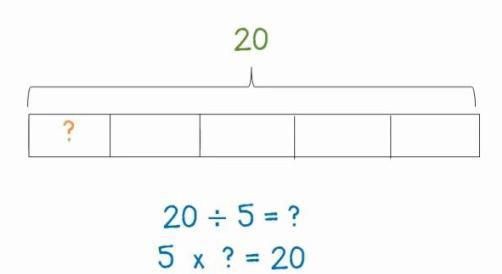 20
?
20 ÷ 5 = ?
5 x ? = 20